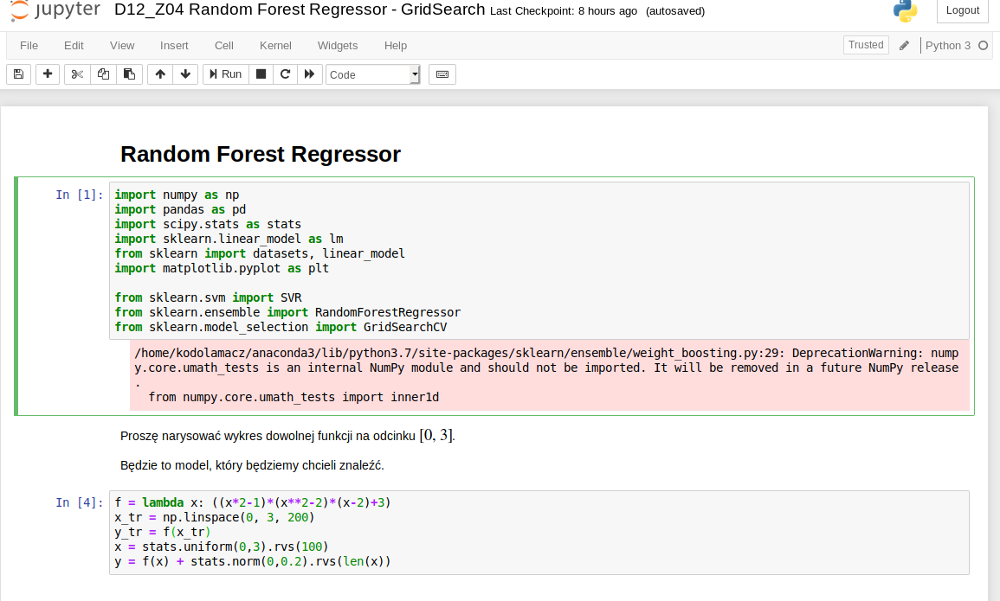 jupyter D12_Z04 Random Forest Regressor - GridSearch Last Checkpoint: 8 hours ago (autosaved) Logout
File Edit View Insert Cell Kernel Widgets Help Trusted Python 3
Run Code
Random Forest Regressor
In [1]: import numpy as np
import pandas as pd
import scipy.stats as stats
import sklearn.linear_model as lm
from sklearn import datasets, linear_model
import matplotlib.pyplot as plt
from sklearn.svm import SVR
from sklearn.ensemble import RandomForestRegressor
from sklearn.model_selection import GridSearchCV
/home/kodolamacz/anaconda3/lib/python3.7/site-packages/sklearn/ensemble/weight_boosting.py:29: DeprecationWarning: nump
y.core.umath_tests is an internal NumPy module and should not be imported. It will be removed in a future NumPy release
.
from numpy.core.umath_tests import inner1d
Proszę narysować wykres dowolnej funkcji na odcinku [0, 3].
Będzie to model, który będziemy chcieli znaleźć.
In [4]: f = lambda x: ((x*2-1)*(x**2-2)*(x-2)+3)
x_tr = np.linspace(0, 3, 200)
y_tr = f(x_tr)
x = stats.uniform(0,3).rvs(100)
y = f(x) + stats.norm(0,0.2).rvs(len(x))